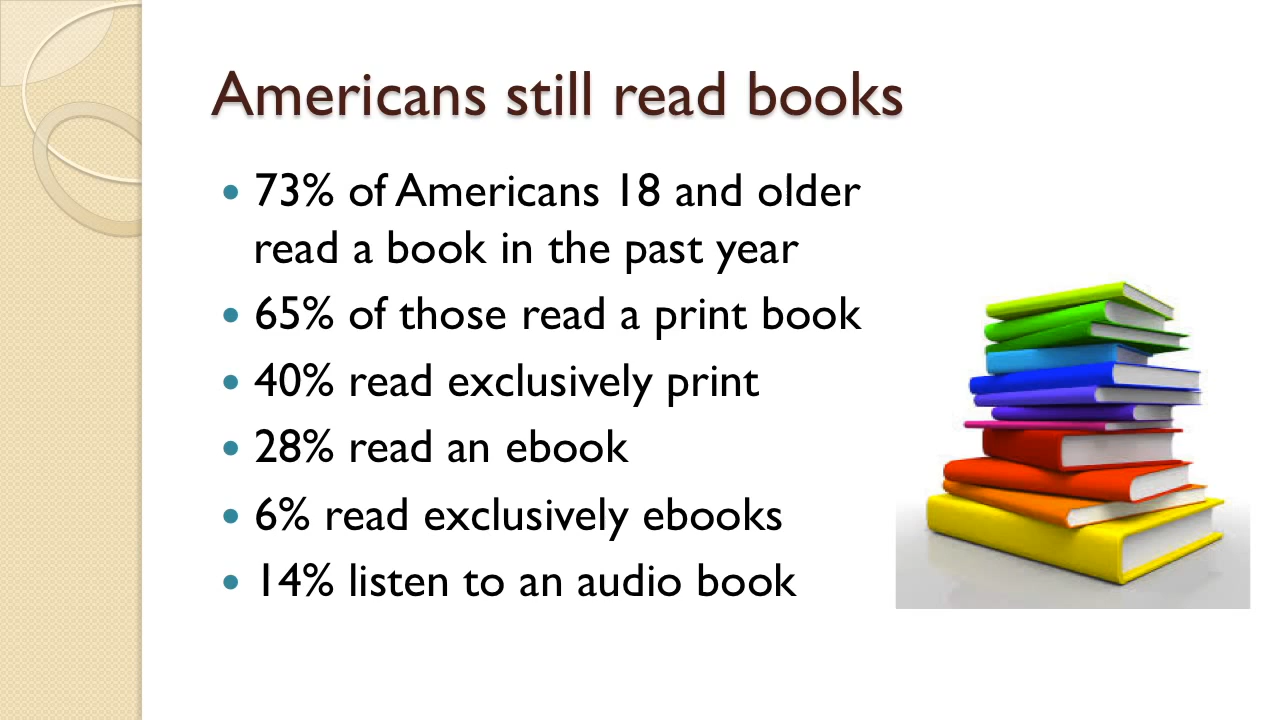 Americans still read books
• 73% of Americans 18 and older
read a book in the past year
• 65% of those read a print book
• 40% read exclusively print
• 28% read an ebook
• 6% read exclusively ebooks
• 14% listen to an audio book